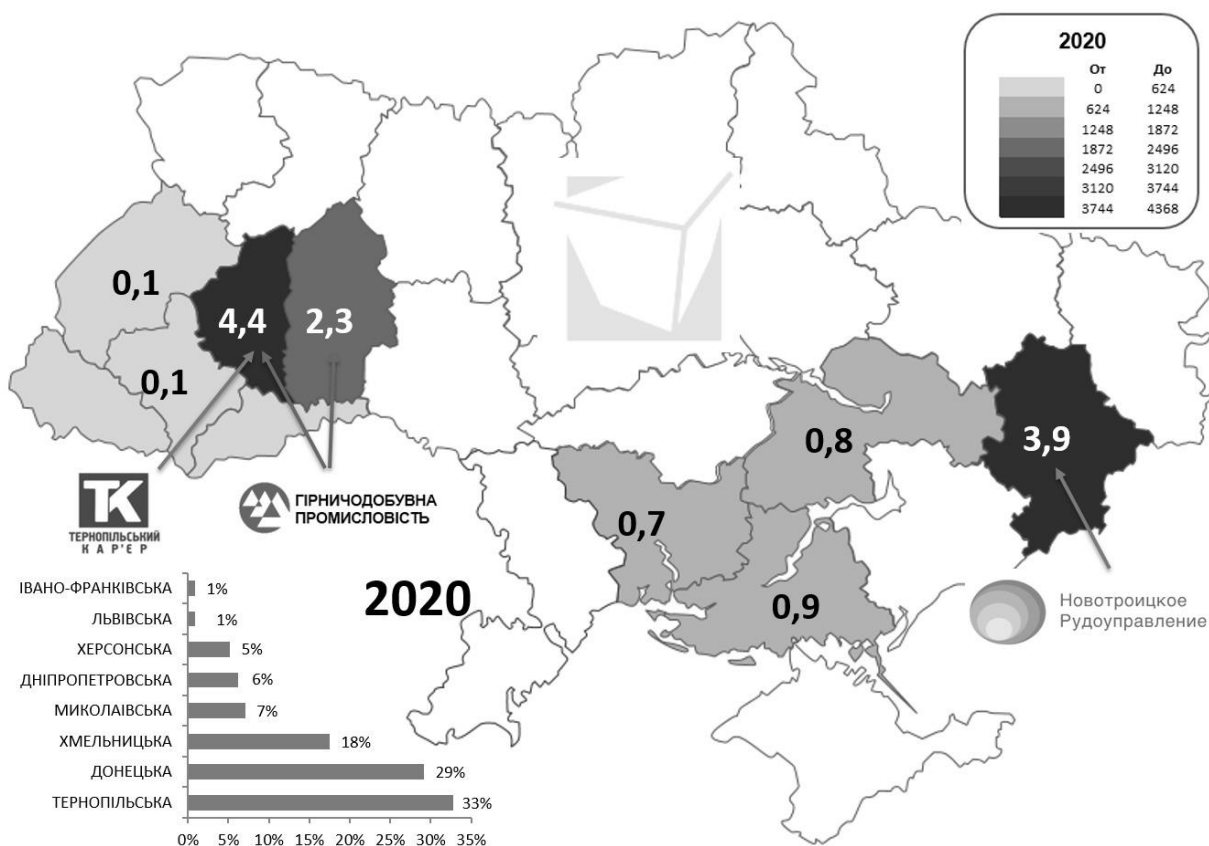 2020
От До
0 624
624 1248
1248 1872
1872 2496
2496 3120
3120 3744
3744 4368
0,1
4,4
2,3
0,1
0,8
3,9
0,7
0,9
ТК
ТЕРНОПІЛЬСЬКИЙ
КАР'ЄР
ГІРНИЧОДОБУВНА
ПРОМИСЛОВІСТЬ
Новотроицкое
Рудоуправление
2020
ІВАНО-ФРАНКІВСЬКА 1%
ЛЬВІВСЬКА 1%
ХЕРСОНСЬКА 5%
ДНІПРОПЕТРОВСЬКА 6%
МИКОЛАІВСЬКА 7%
ХМЕЛЬНИЦЬКА 18%
ДОНЕЦЬКА 29%
ТЕРНОПІЛЬСЬКА 33%
0% 5% 10% 15% 20% 25% 30% 35%